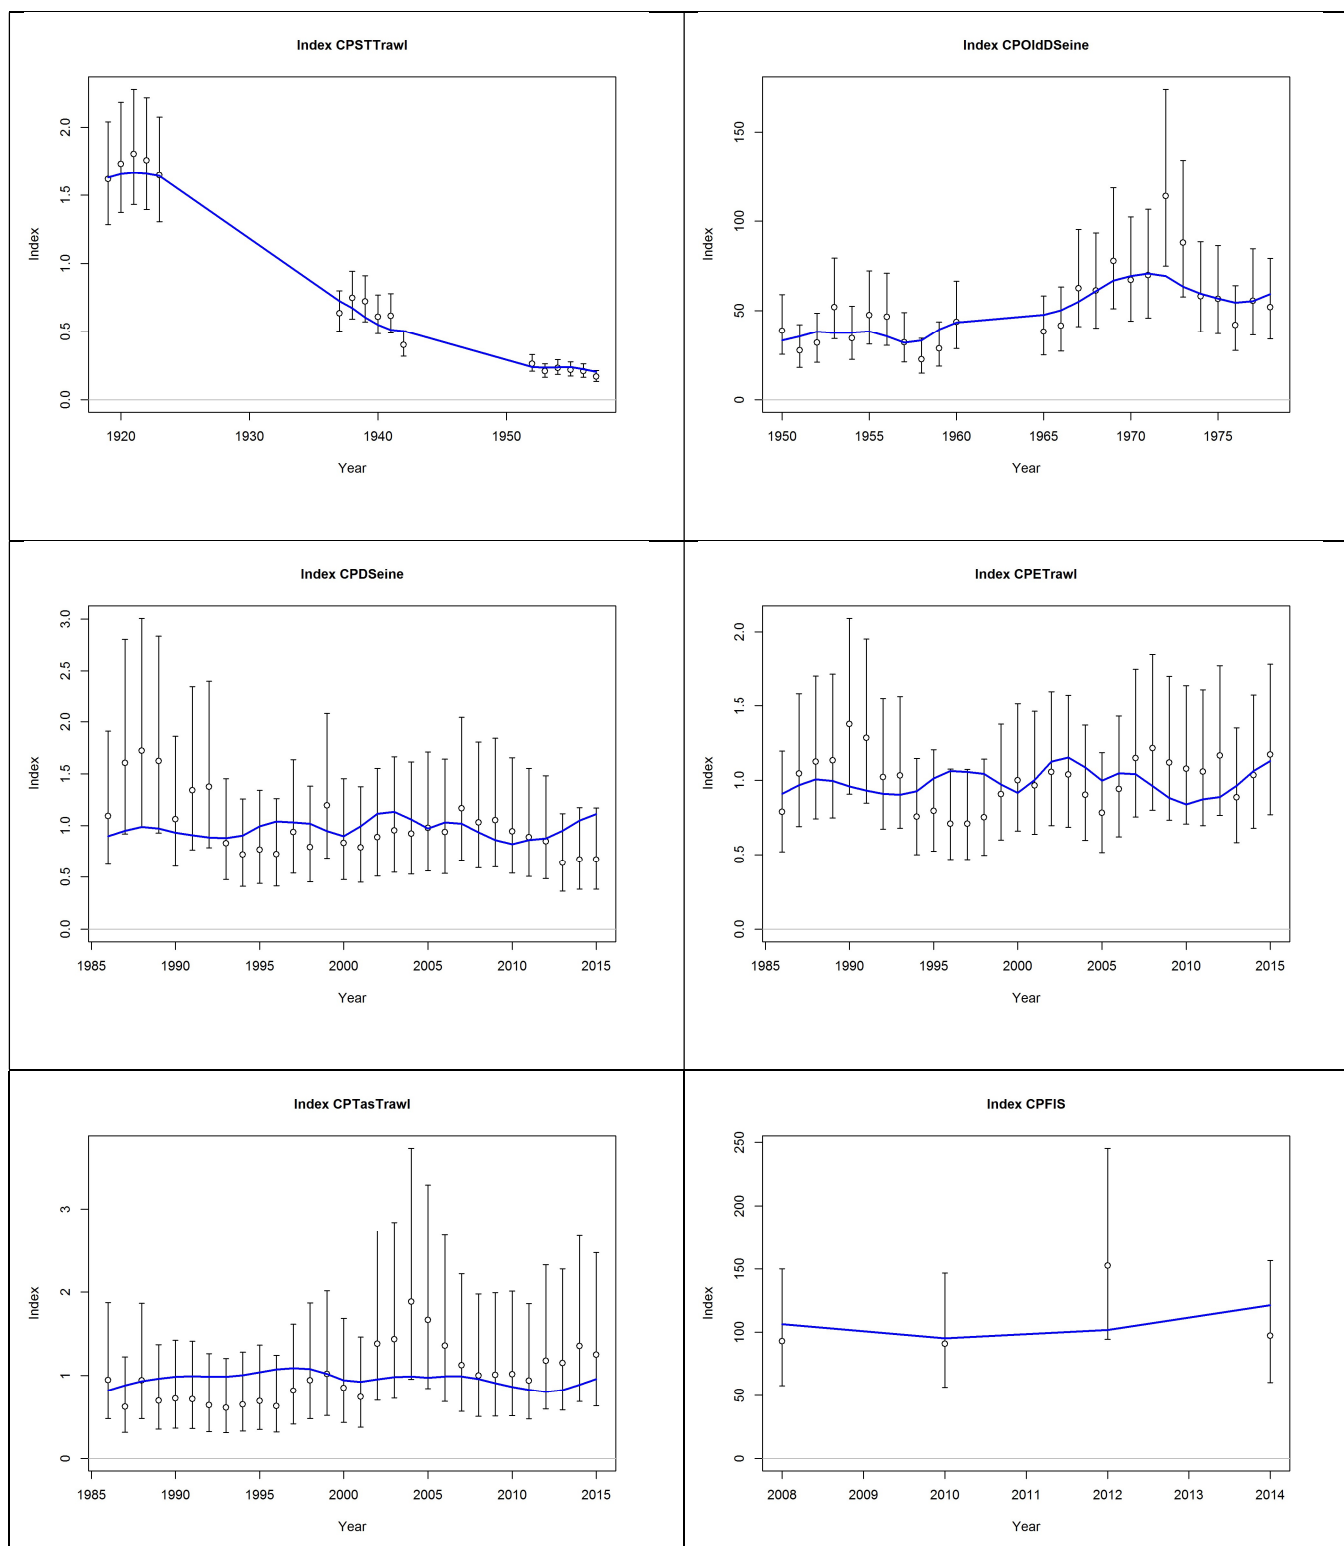 Index CPSTTrawl
Index
0.0 0.5 1.0 1.5 2.0
1920 1930 1940 1950
Year
Index CPOldDSeine
Index
0 50 100 150
1950 1955 1960 1965 1970 1975
Year
Index CPDSeine
Index
0.0 0.5 1.0 1.5 2.0 2.5 3.0
1985 1990 1995 2000 2005 2010 2015
Year
Index CPETrawl
Index
0.0 0.5 1.0 1.5 2.0
1985 1990 1995 2000 2005 2010 2015
Year
Index CPTasTrawl
Index
0 1 2 3
1985 1990 1995 2000 2005 2010 2015
Year
Index CPFIS
Index
0 50 100 150 200 250
2008 2009 2010 2011 2012 2013 2014
Year